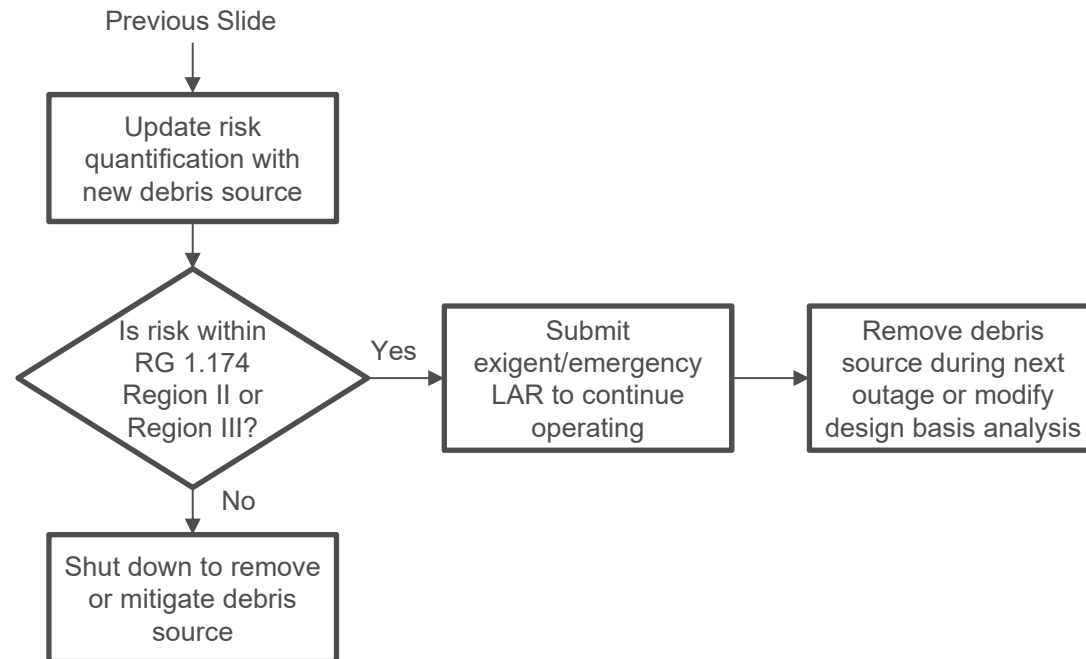 Previous Slide
Update risk
quantification with
new debris source
Is risk within
RG 1.174
Region II or
Region III?
Yes
Submit
exigent/emergency
LAR to continue
operating
Remove debris
source during next
outage or modify
design basis analysis
No
Shut down to remove
or mitigate debris
source